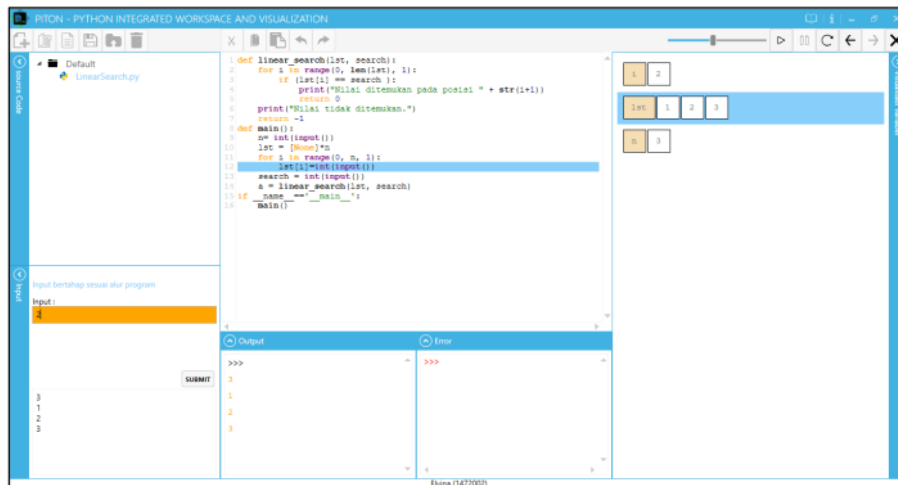 PITON - PYTHON INTEGRATED WORKSPACE AND VISUALIZATION
Source Code
Default
LinearSearch.py
1 def linear_search(lst, search):
2 for i in range(0, len(lst), 1):
3 if (lst[i] == search ):
4 print("Nilai ditemukan pada posisi " + str(i+1))
5 return 0
6 print("Nilai tidak ditemukan.")
7 return -1
8 def main():
9 n= int(input())
10 lst = [None]*n
11 for i in range(0, n, 1):
12 lst[i]=int(input())
13 search = int(input())
14 a = linear_search(lst, search)
15 if __name__=="__main__":
16 main()
i 2
lst 1 2 3
n 3
Input
Input bertahap sesuai alur program
Input :
SUBMIT
3
1
2
3
Output
>>>
3
1
2
3
Error
>>>
Elvina (1472002)